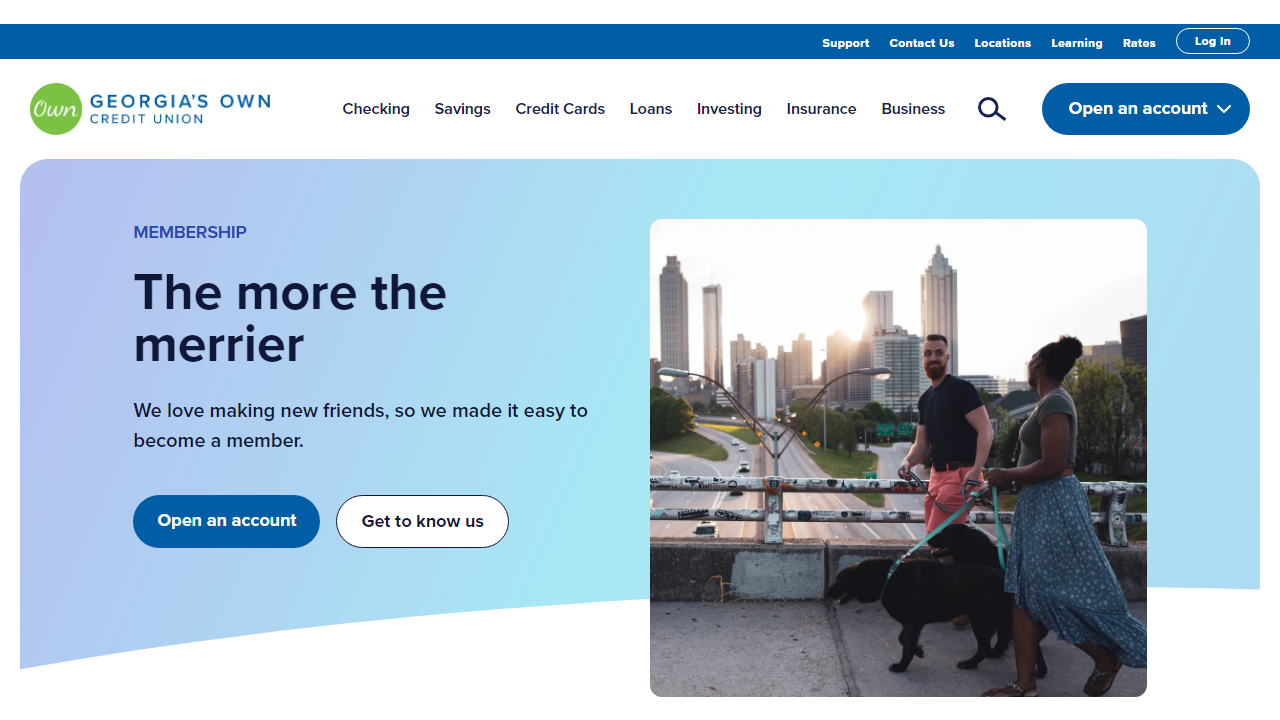 Support Contact Us Locations Learning Rates Log In
Own GEORGIA'S OWN
CREDIT UNION
Checking Savings Credit Cards Loans Investing Insurance Business Open an account
MEMBERSHIP
The more the
merrier
We love making new friends, so we made it easy to
become a member.
Open an account Get to know us